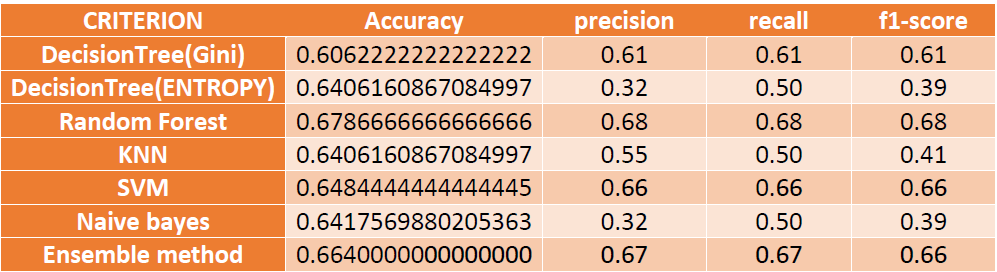 CRITERION Accuracy precision recall f1-score
DecisionTree(Gini) 0.6062222222222222 0.61 0.61 0.61
DecisionTree(ENTROPY) 0.6406160867084997 0.32 0.50 0.39
Random Forest 0.6786666666666666 0.68 0.68 0.68
KNN 0.6406160867084997 0.55 0.50 0.41
SVM 0.6484444444444445 0.66 0.66 0.66
Naive bayes 0.6417569880205363 0.32 0.50 0.39
Ensemble method 0.6640000000000000 0.67 0.67 0.66